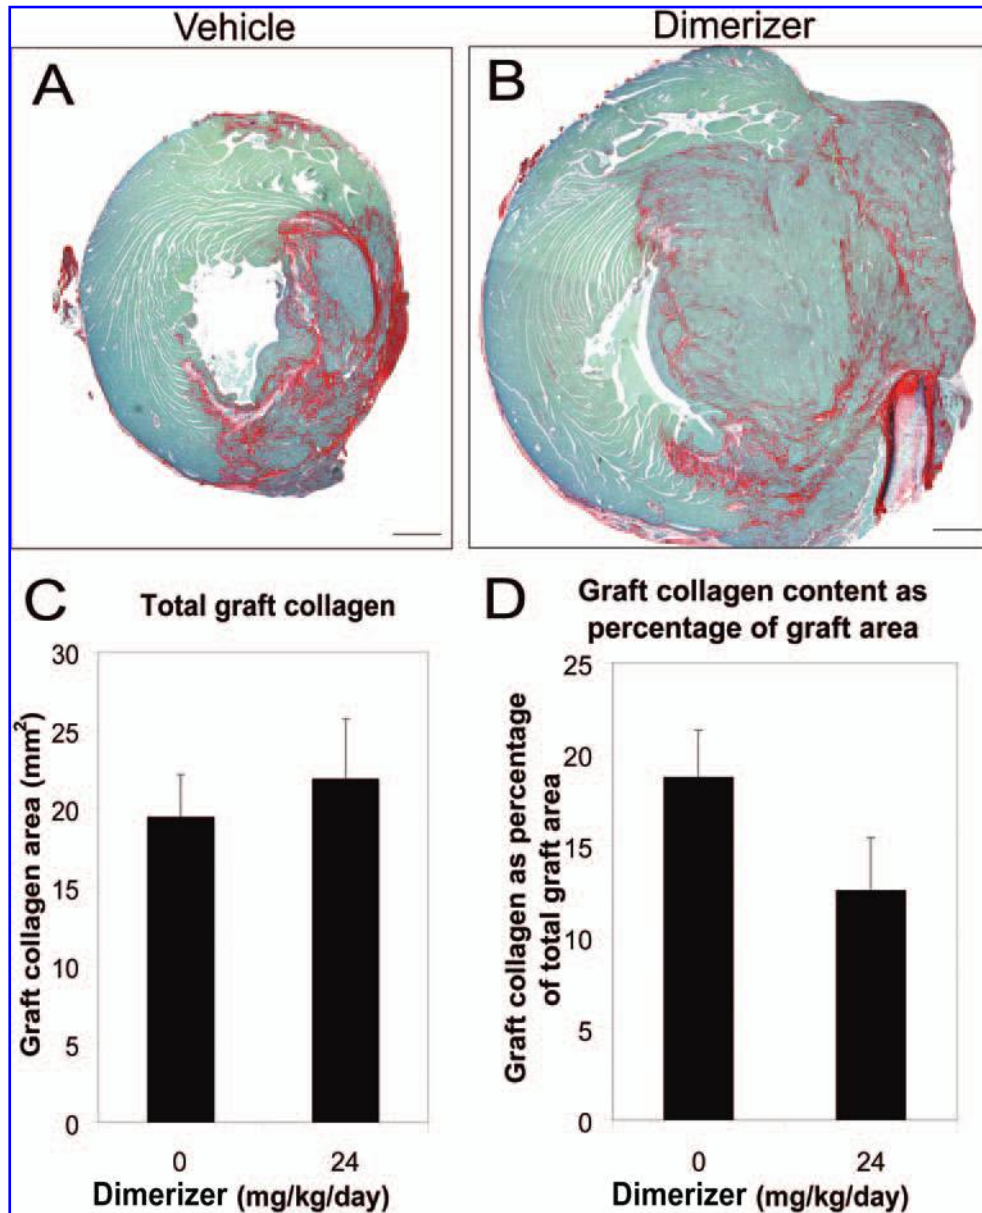 Vehicle
Dimerizer
A
B
C
Total graft collagen
Graft collagen area (mm²)
30
25
20
15
10
5
0
0
24
Dimerizer (mg/kg/day)
D
Graft collagen content as
percentage of graft area
Graft collagen as percentage
of total graft area
25
20
15
10
5
0
0
24
(mg/kg/day)
Dimerizer